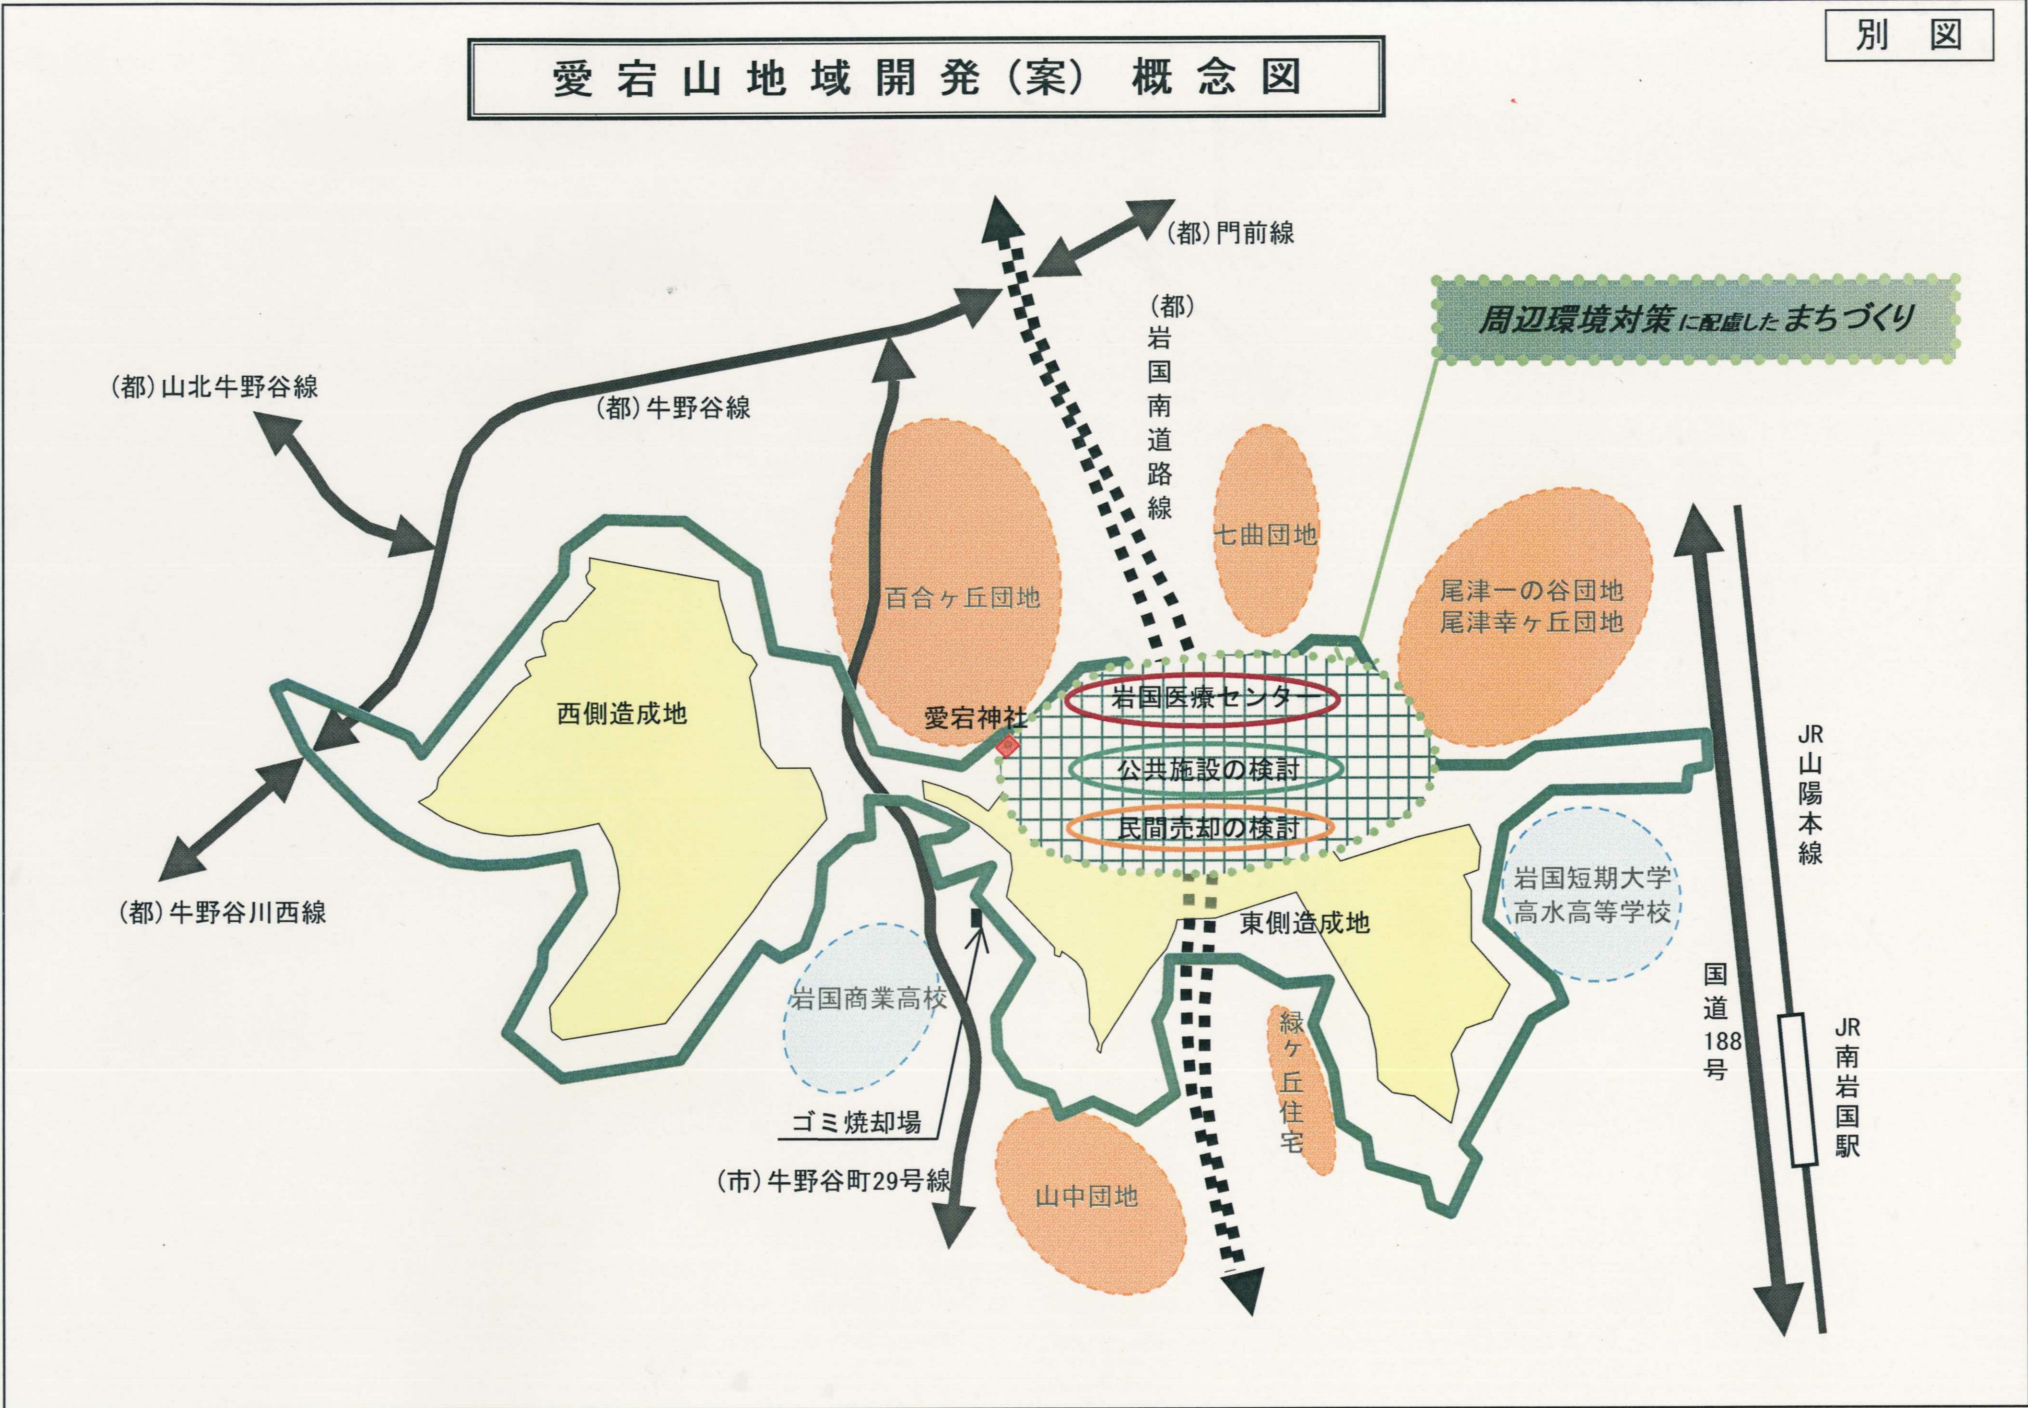 別 図
愛宕山地域開発(案) 概念図
(都)門前線
(都)岩国南道路線
周辺環境対策に配慮したまちづくり
(都)山北牛野谷線
(都)牛野谷線
七曲団地
百合ヶ丘団地
尾津一の谷団地
尾津幸ヶ丘団地
西側造成地
愛宕神社
岩国医療センター
公共施設の検討
民間売却の検討
JR山陽本線
岩国短期大学
高水高等学校
(都)牛野谷川西線
東側造成地
岩国商業高校
国道188号
緑ヶ丘住宅
JR南岩国駅
ゴミ焼却場
(市)牛野谷町29号線
山中団地